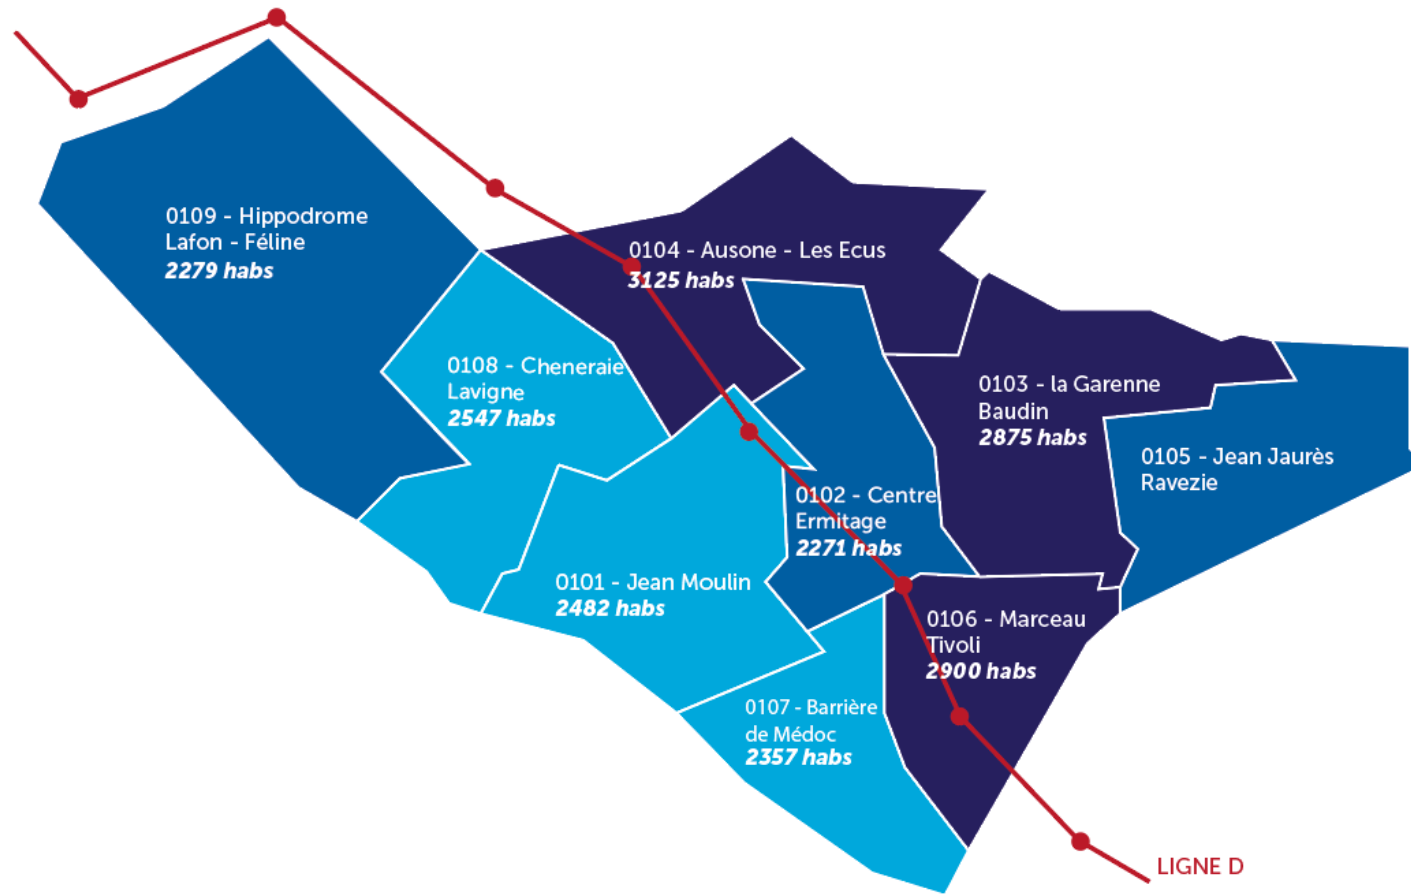 0109 - Hippodrome
Lafon - Féline
2279 habs
0104 - Ausone - Les Ecus
3125 habs
0108 - Cheneraie
Lavigne
2547 habs
0103 - la Garenne
Baudin
2875 habs
0105 - Jean Jaurès
Ravezie
0102 - Centre
Ermitage
2271 habs
0101 - Jean Moulin
2482 habs
0106 - Marceau
Tivoli
2900 habs
0107 - Barrière
de Médoc
2357 habs
LIGNE D